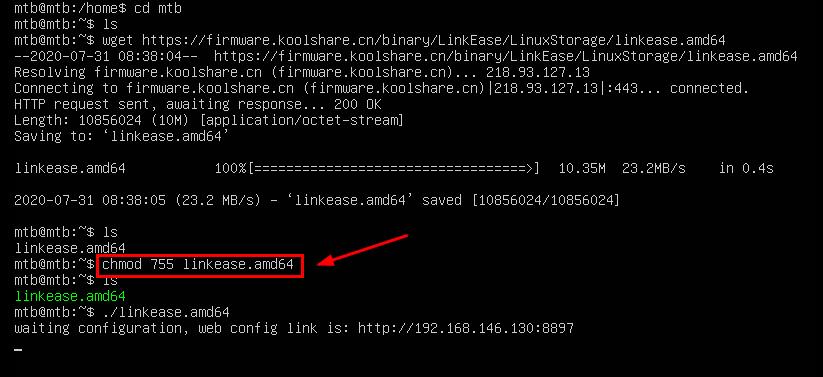 mtb@mtb:/home$ cd mtb
mtb@mtb:~$ ls
mtb@mtb:~$ wget https://firmware.koolshare.cn/binary/LinkEase/LinuxStorage/linkease.amd64
--2020-07-31 08:38:04--  https://firmware.koolshare.cn/binary/LinkEase/LinuxStorage/linkease.amd64
Resolving firmware.koolshare.cn (firmware.koolshare.cn)... 218.93.127.13
Connecting to firmware.koolshare.cn (firmware.koolshare.cn)|218.93.127.13|:443... connected.
HTTP request sent, awaiting response... 200 OK
Length: 10856024 (10M) [application/octet-stream]
Saving to: ‘linkease.amd64’
linkease.amd64 100%[===================================>] 10.35M 23.2MB/s in 0.4s
2020-07-31 08:38:05 (23.2 MB/s) - ‘linkease.amd64’ saved [10856024/10856024]
mtb@mtb:~$ ls
linkease.amd64
mtb@mtb:~$ chmod 755 linkease.amd64
mtb@mtb:~$ ls
linkease.amd64
mtb@mtb:~$ ./linkease.amd64
waiting configuration, web config link is: http://192.168.146.130:8897
_